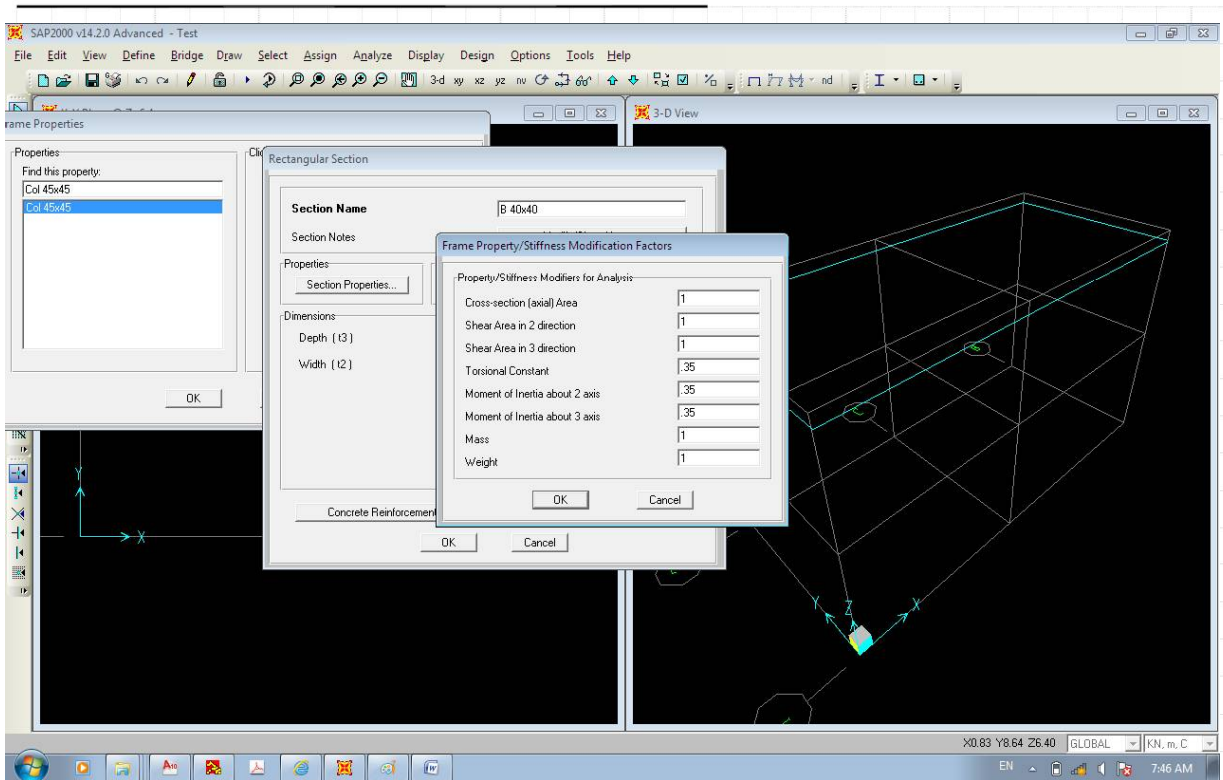 SAP2000 v14.2.0 Advanced - Test
File Edit View Define Bridge Draw Select Assign Analyze Display Design Options Tools Help
3-d xy xz yz nv nd
3-D View
rame Properties
Properties
Find this property:
Col 45x45
Col 45x45
OK
Rectangular Section
Section Name B 40x40
Section Notes
Properties
Section Properties...
Dimensions
Depth ( t3 )
Width ( t2 )
Concrete Reinforcement
OK Cancel
Frame Property/Stiffness Modification Factors
Property/Stiffness Modifiers for Analysis
Cross-section (axial) Area 1
Shear Area in 2 direction 1
Shear Area in 3 direction 1
Torsional Constant .35
Moment of Inertia about 2 axis .35
Moment of Inertia about 3 axis .35
Mass 1
Weight 1
OK Cancel
Y
X
Y Z X
X0.83 Y8.64 Z6.40 GLOBAL KN, m, C
EN 7:46 AM